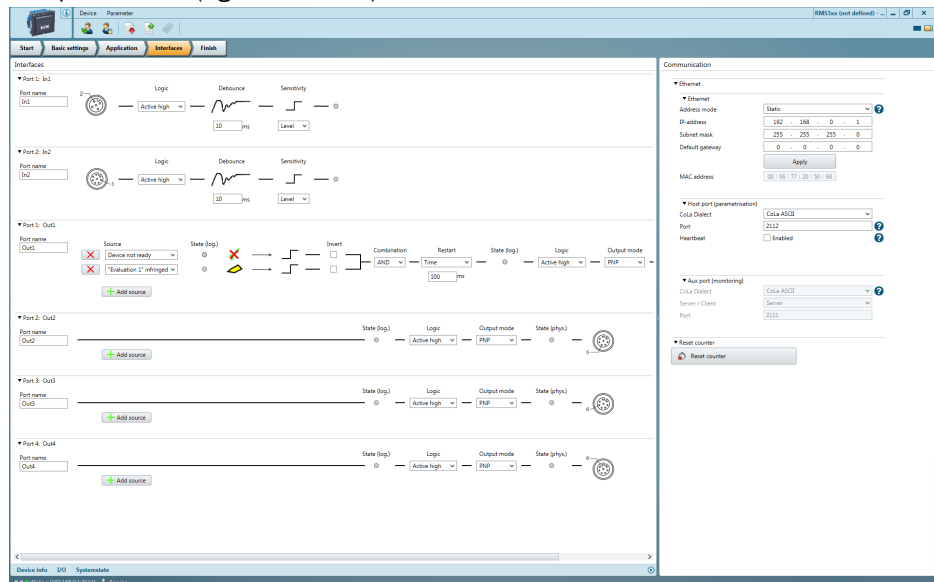 Device Parameter
RMS3xx (not defined) - ...
Start Basic settings Application Interfaces Finish
Interfaces
Port 1: In1
Port name
In1
2
Logic
Active high
Debounce
10 ms
Sensitivity
Level
Port 2: In2
Port name
In2
Logic
Active high
Debounce
10 ms
Sensitivity
Level
Port 1: Out1
Port name
Out1
Source State (log.) Invert Combination Restart State (log.) Logic Output mode
Device not ready
"Evaluation 1" infringed
AND Time Active high PNP
100 ms
Add source
Port 2: Out2
Port name
Out2
State (log.) Logic Output mode State (phys.)
Active high PNP
5
Add source
Port 3: Out3
Port name
Out3
State (log.) Logic Output mode State (phys.)
Active high PNP
6
Add source
Port 4: Out4
Port name
Out4
State (log.) Logic Output mode State (phys.)
Active high PNP
8
Add source
Device info I/O Systemstate
Communication
Ethernet
Ethernet
Address mode Static
IP-address 192 . 168 . 0 . 1
Subnet mask 255 . 255 . 255 . 0
Default gateway 0 . 0 . 0 . 0
Apply
MAC address 00 : 06 : 77 : 20 : 50 : 68
Host port (parametrisation)
CoLa Dialect CoLa ASCII
Port 2112
Heartbeat Enabled
Aux port (monitoring)
CoLa Dialect CoLa ASCII
Server / Client Server
Port 2111
Reset counter
Reset counter